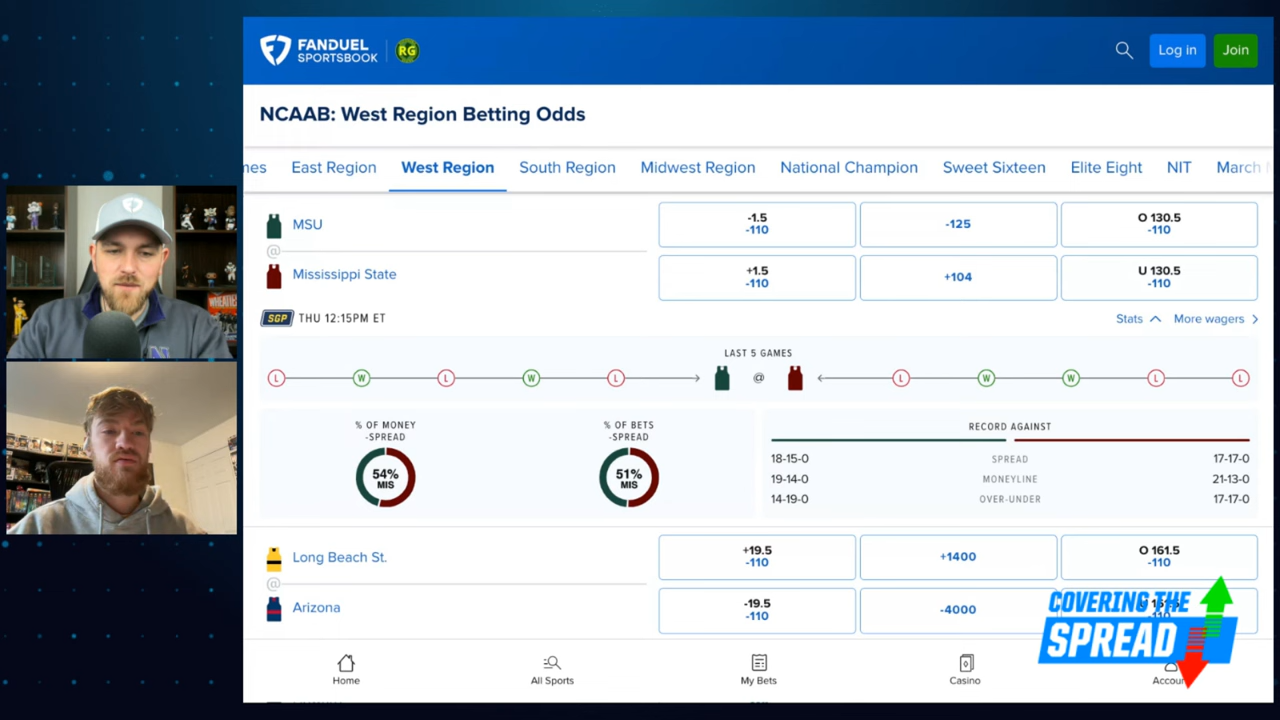 FANDUEL
SPORTSBOOK
RG
Log in
Join
NCAAB: West Region Betting Odds
East Region
West Region
South Region
Midwest Region
National Champion
Sweet Sixteen
Elite Eight
NIT
March
MSU
-1.5
-110
-125
O 130.5
-110
@
Mississippi State
+1.5
-110
+104
U 130.5
-110
SGP
THU 12:15PM ET
Stats
More wagers
LAST 5 GAMES
L
W
L
W
L
@
L
W
W
L
L
% OF MONEY
-SPREAD
54%
MIS
% OF BETS
-SPREAD
51%
MIS
RECORD AGAINST
18-15-0 SPREAD 17-17-0
19-14-0 MONEYLINE 21-13-0
14-19-0 OVER-UNDER 17-17-0
Long Beach St.
+19.5
-110
+1400
O 161.5
-110
@
Arizona
-19.5
-110
-4000
-110
COVERING THE
SPREAD
Home
All Sports
My Bets
Casino
WHEATIES